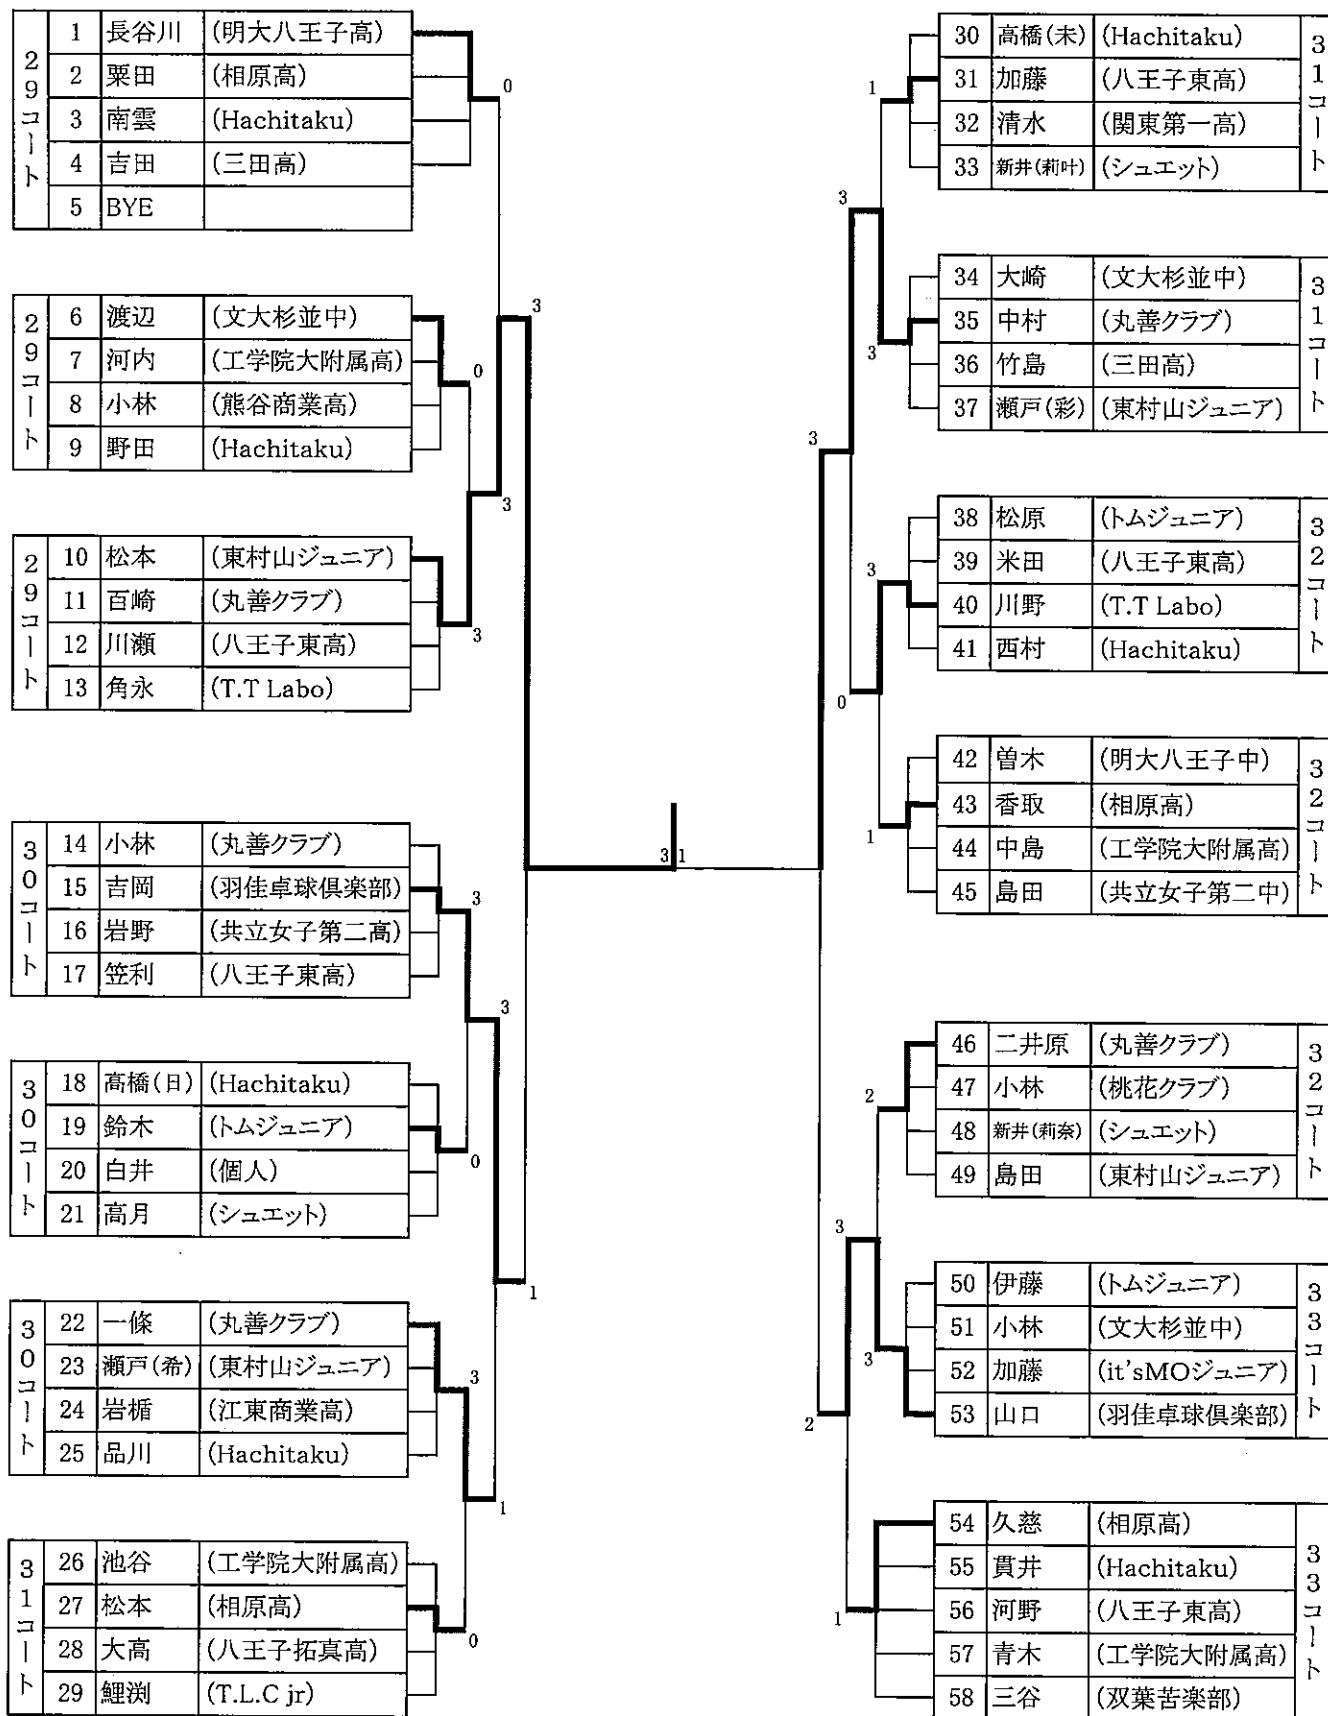 29コート
1 長谷川 (明大八王子高)
2 粟田 (相原高)
3 南雲 (Hachitaku)
4 吉田 (三田高)
5 BYE
0
29コート
6 渡辺 (文大杉並中)
7 河内 (工学院大附属高)
8 小林 (熊谷商業高)
9 野田 (Hachitaku)
0
3
3
29コート
10 松本 (東村山ジュニア)
11 百崎 (丸善クラブ)
12 川瀬 (八王子東高)
13 角永 (T.T Labo)
3
30コート
14 小林 (丸善クラブ)
15 吉岡 (羽佳卓球倶楽部)
16 岩野 (共立女子第二高)
17 笠利 (八王子東高)
3
3
30コート
18 高橋(日) (Hachitaku)
19 鈴木 (トムジュニア)
20 白井 (個人)
21 高月 (シュエット)
0
1
30コート
22 一條 (丸善クラブ)
23 瀬戸(希) (東村山ジュニア)
24 岩楯 (江東商業高)
25 品川 (Hachitaku)
3
1
31コート
26 池谷 (工学院大附属高)
27 松本 (相原高)
28 大高 (八王子拓真高)
29 鯉渕 (T.L.C jr)
0
3 1
31コート
30 高橋(未) (Hachitaku)
31 加藤 (八王子東高)
32 清水 (関東第一高)
33 新井(莉叶) (シュエット)
1
3
31コート
34 大崎 (文大杉並中)
35 中村 (丸善クラブ)
36 竹島 (三田高)
37 瀬戸(彩) (東村山ジュニア)
3
3
32コート
38 松原 (トムジュニア)
39 米田 (八王子東高)
40 川野 (T.T Labo)
41 西村 (Hachitaku)
3
0
32コート
42 曽木 (明大八王子中)
43 香取 (相原高)
44 中島 (工学院大附属高)
45 島田 (共立女子第二中)
1
32コート
46 二井原 (丸善クラブ)
47 小林 (桃花クラブ)
48 新井(莉奈) (シュエット)
49 島田 (東村山ジュニア)
2
3
33コート
50 伊藤 (トムジュニア)
51 小林 (文大杉並中)
52 加藤 (it'sMOジュニア)
53 山口 (羽佳卓球倶楽部)
3
2
33コート
54 久慈 (相原高)
55 貫井 (Hachitaku)
56 河野 (八王子東高)
57 青木 (工学院大附属高)
58 三谷 (双葉苦楽部)
1